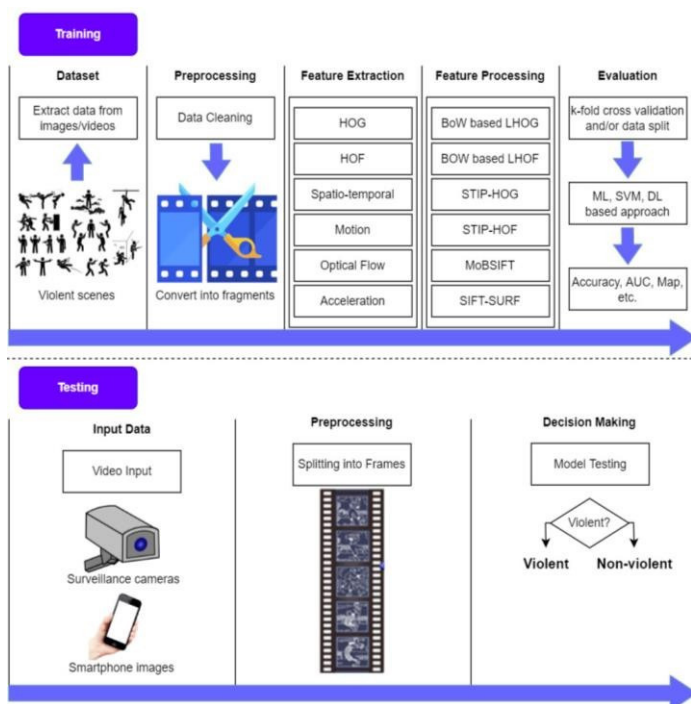 Training
Dataset
Extract data from
images/videos
Violent scenes
Preprocessing
Data Cleaning
Convert into fragments
Feature Extraction
HOG
HOF
Spatio-temporal
Motion
Optical Flow
Acceleration
Feature Processing
BoW based LHOG
BOW based LHOF
STIP-HOG
STIP-HOF
MoBSIFT
SIFT-SURF
Evaluation
k-fold cross validation
and/or data split
ML, SVM, DL
based approach
Accuracy, AUC, Map,
etc.
Testing
Input Data
Video Input
Surveillance cameras
Smartphone images
Preprocessing
Splitting into Frames
Decision Making
Model Testing
Violent?
Violent
Non-violent